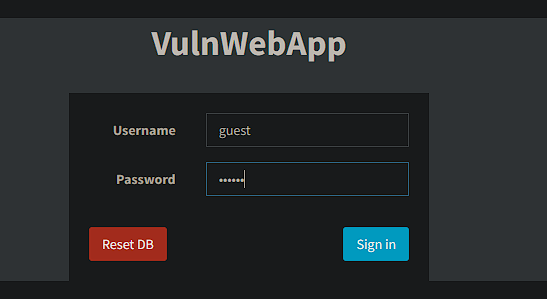 VulnWebApp
Username guest
Password ••••••
Reset DB Sign in